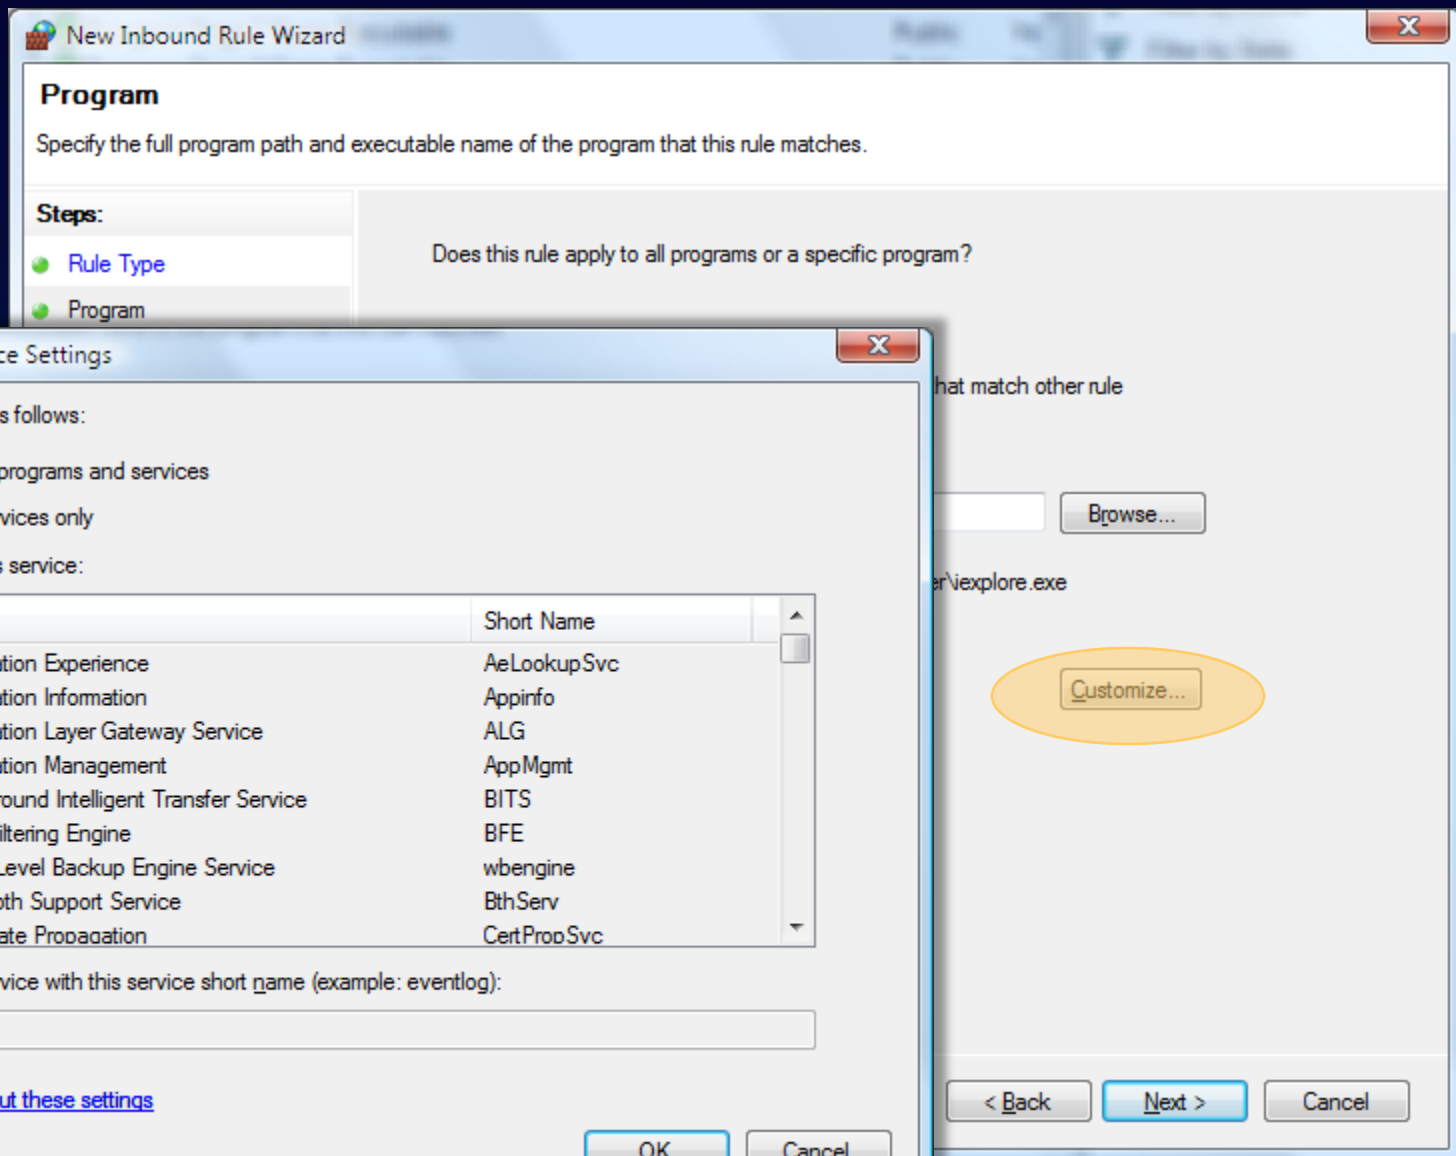 New Inbound Rule Wizard
Program
Specify the full program path and executable name of the program that this rule matches.
Steps:
Rule Type
Program
Does this rule apply to all programs or a specific program?
hat match other rule
Browse...
er\iexplore.exe
Customize...
< Back
Next >
Cancel
ce Settings
s follows:
programs and services
vices only
s service:
Short Name
ation Experience AeLookupSvc
ation Information Appinfo
ation Layer Gateway Service ALG
ation Management AppMgmt
round Intelligent Transfer Service BITS
iltering Engine BFE
Level Backup Engine Service wbengine
oth Support Service BthServ
ate Propagation CertPropSvc
vice with this service short name (example: eventlog):
ut these settings
OK
Cancel